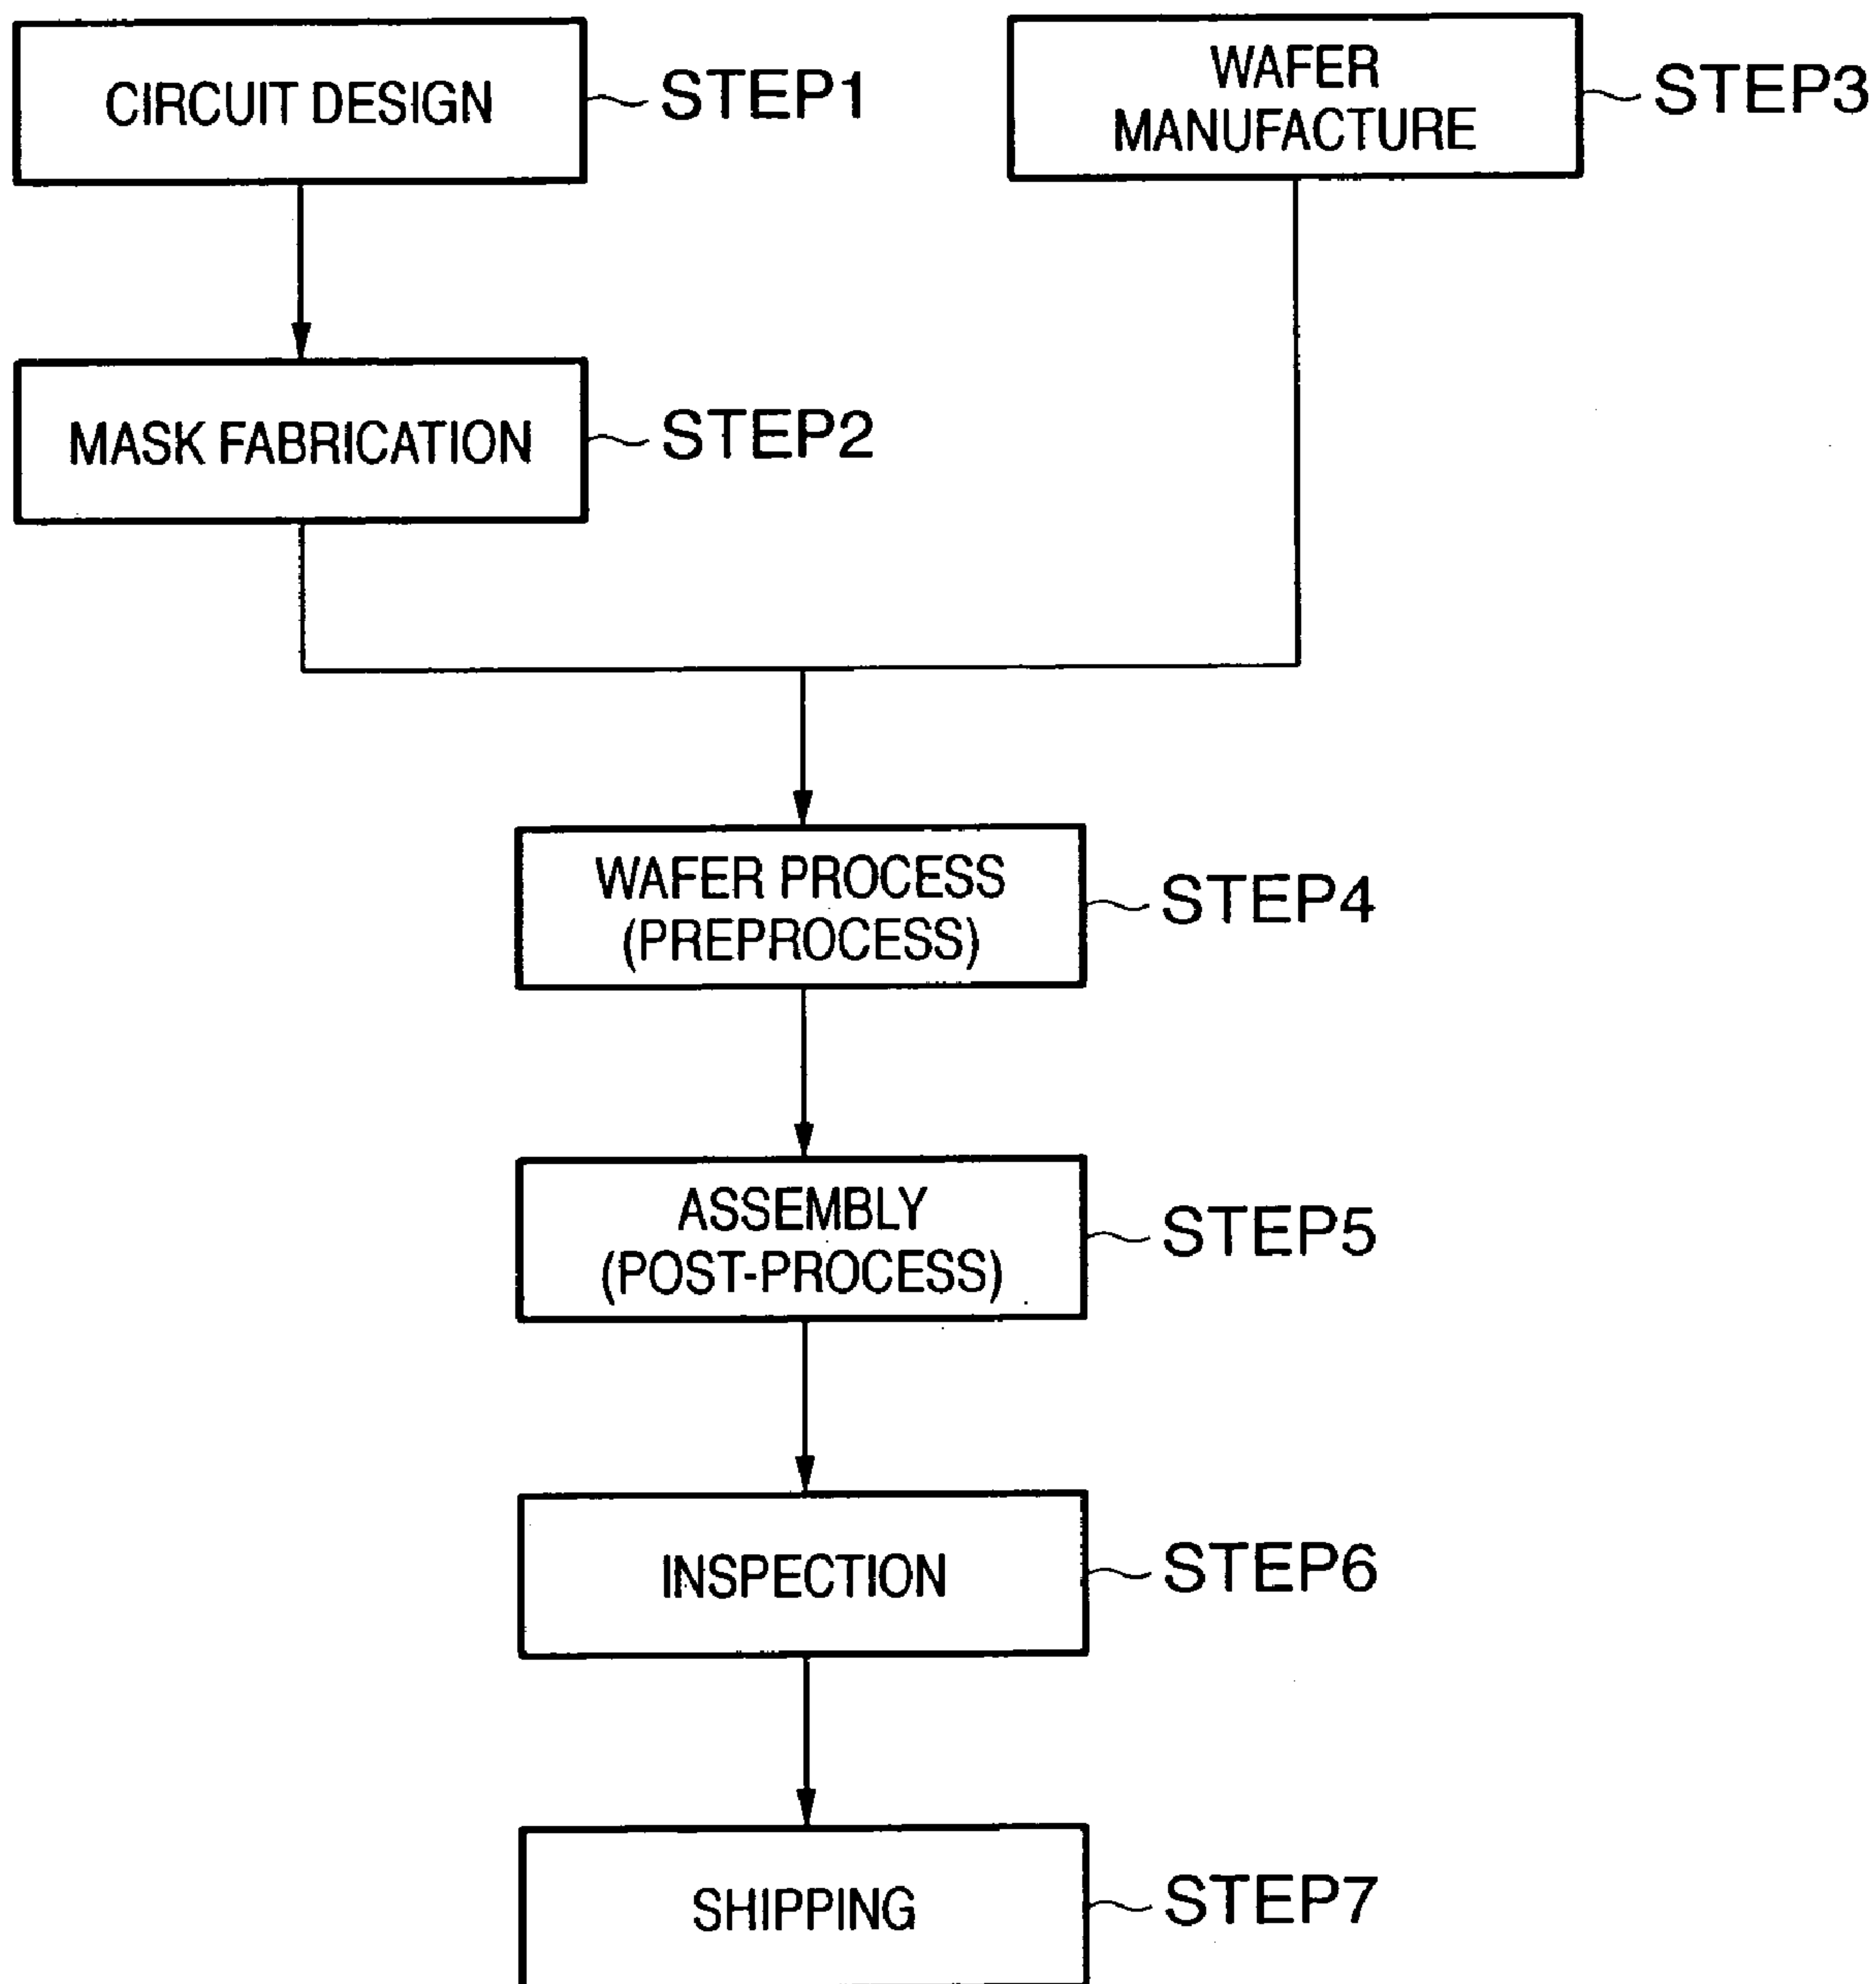 CIRCUIT DESIGN
STEP1
WAFER
MANUFACTURE
STEP3
MASK FABRICATION
STEP2
WAFER PROCESS
(PREPROCESS)
STEP4
ASSEMBLY
(POST-PROCESS)
STEP5
INSPECTION
STEP6
SHIPPING
STEP7